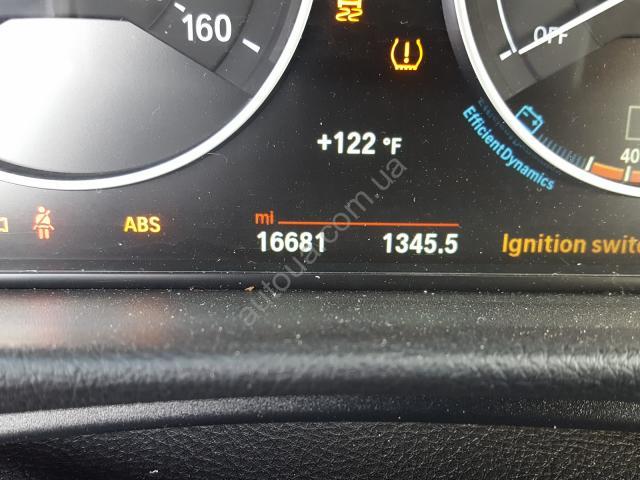 160
OFF
+122 °F
EfficientDynamics
40
ABS
mi
16681 1345.5
Ignition switc
autoua.com.ua